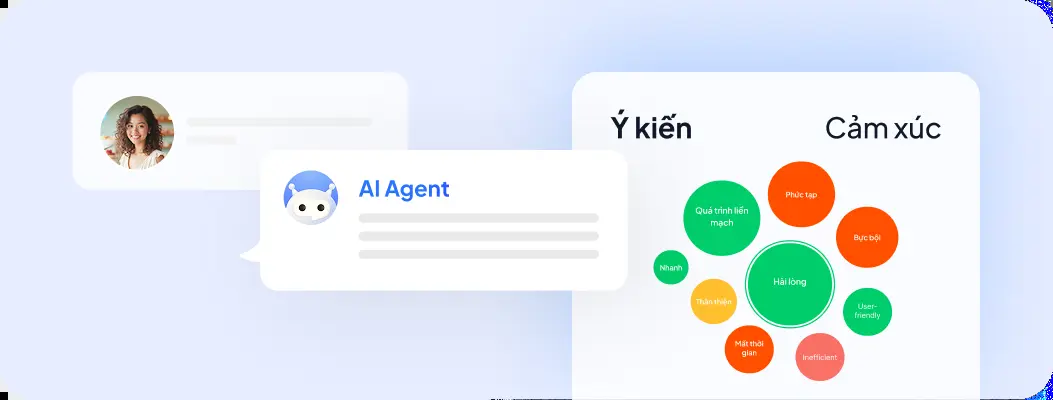 AI Agent
Ý kiến
Cảm xúc
Phức tạp
Quá trình liền
mạch
Bực bội
Nhanh
Hài lòng
Thân thiện
User-
friendly
Mất thời
gian
Inefficient